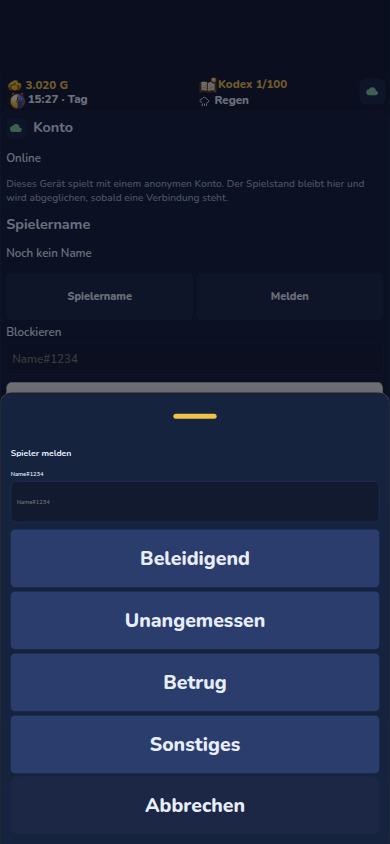 3.020 G
Kodex 1/100
15:27 · Tag
Regen
Konto
Online
Dieses Gerät spielt mit einem anonymen Konto. Der Spielstand bleibt hier und
wird abgeglichen, sobald eine Verbindung steht.
Spielername
Noch kein Name
Spielername
Melden
Blockieren
Name#1234
Spieler melden
Name#1234
Name#1234
Beleidigend
Unangemessen
Betrug
Sonstiges
Abbrechen